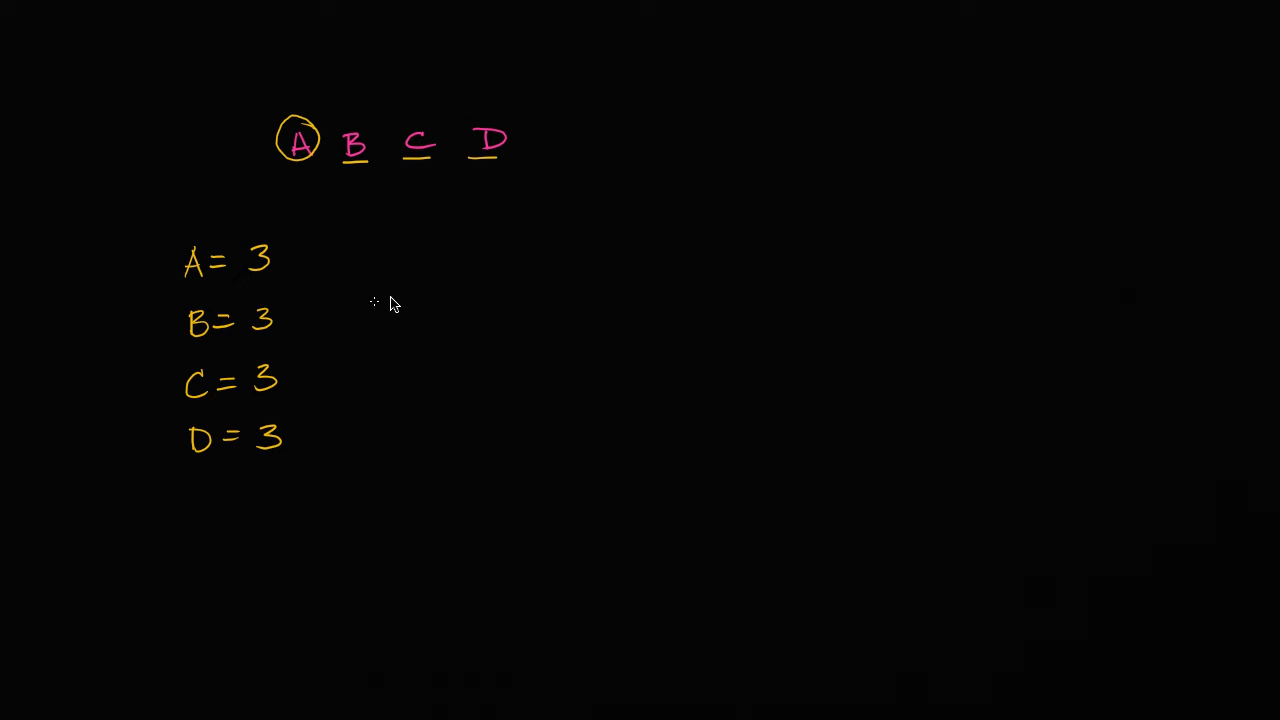 A B C D
A = 3
B = 3
C = 3
D = 3